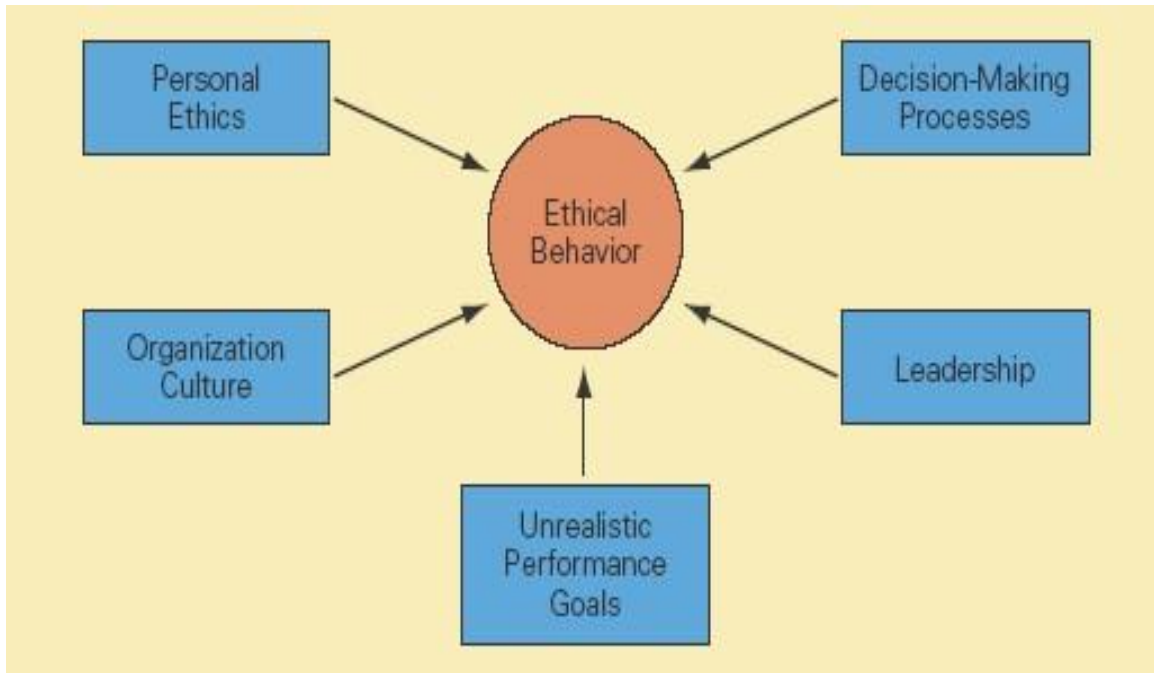 Personal
Ethics
Decision-Making
Processes
Ethical
Behavior
Organization
Culture
Leadership
Unrealistic
Performance
Goals